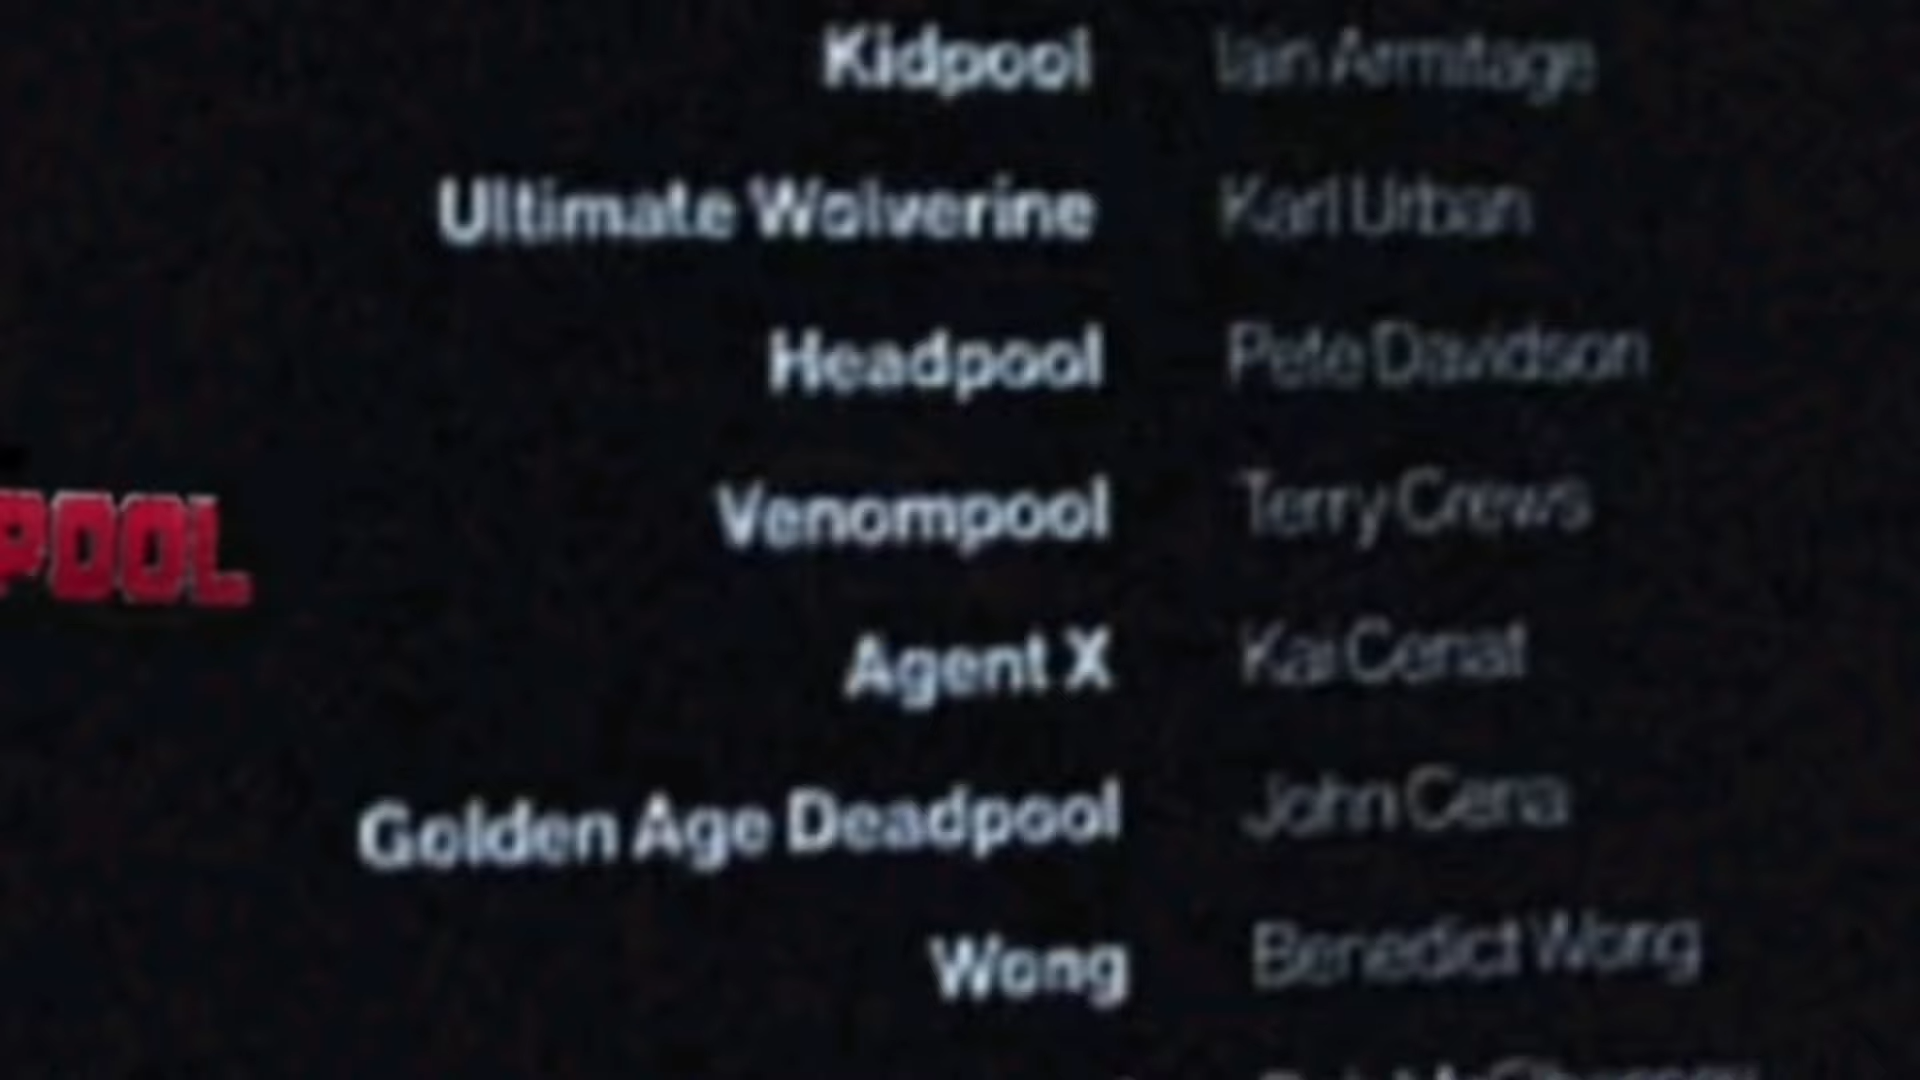 Kidpool Iain Armitage
Ultimate Wolverine Karl Urban
Headpool Pete Davidson
Venompool Terry Crews
POOL
Agent X Kai Cenat
Golden Age Deadpool John Cena
Wong Benedict Wong